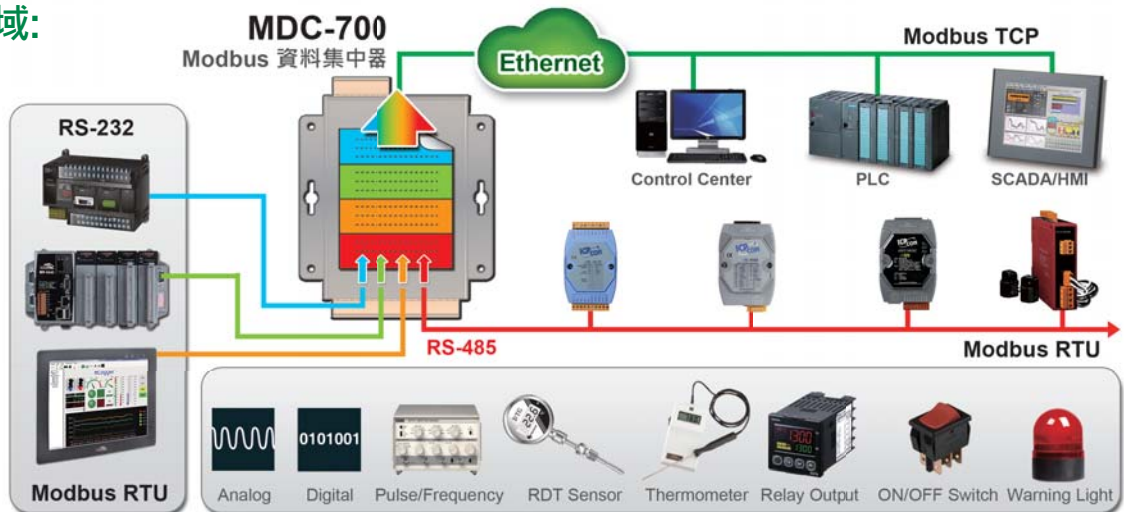 域:
MDC-700
Modbus 資料集中器
Ethernet
Modbus TCP
RS-232
Control Center
PLC
SCADA/HMI
RS-485
Modbus RTU
0101001
Modbus RTU
Analog
Digital
Pulse/Frequency
RDT Sensor
Thermometer
Relay Output
ON/OFF Switch
Warning Light